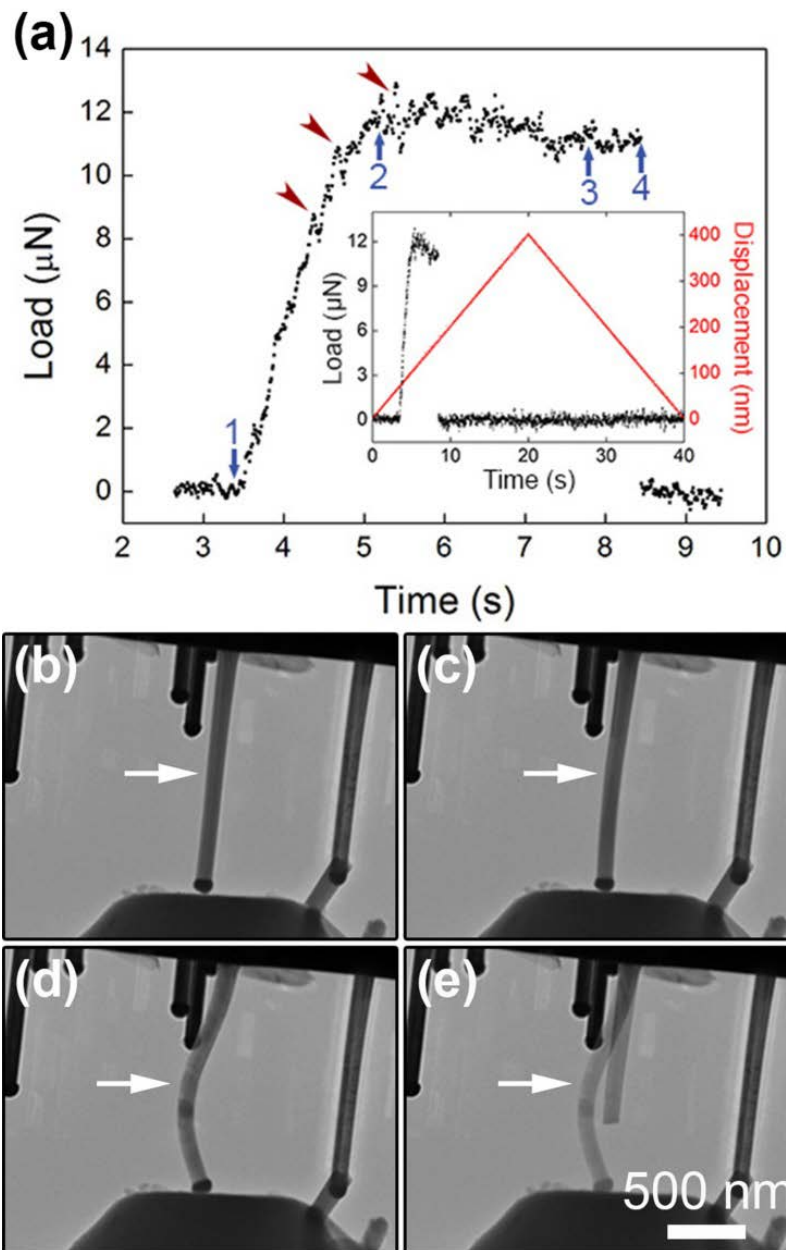 (a)
14
12
10
8
6
4
2
0
Load (μN)
1
2
3
4
2 3 4 5 6 7 8 9 10
Time (s)
12
9
6
3
0
Load (μN)
400
300
200
100
0
Displacement (nm)
0 10 20 30 40
Time (s)
(b)
(c)
(d)
(e)
500 nm